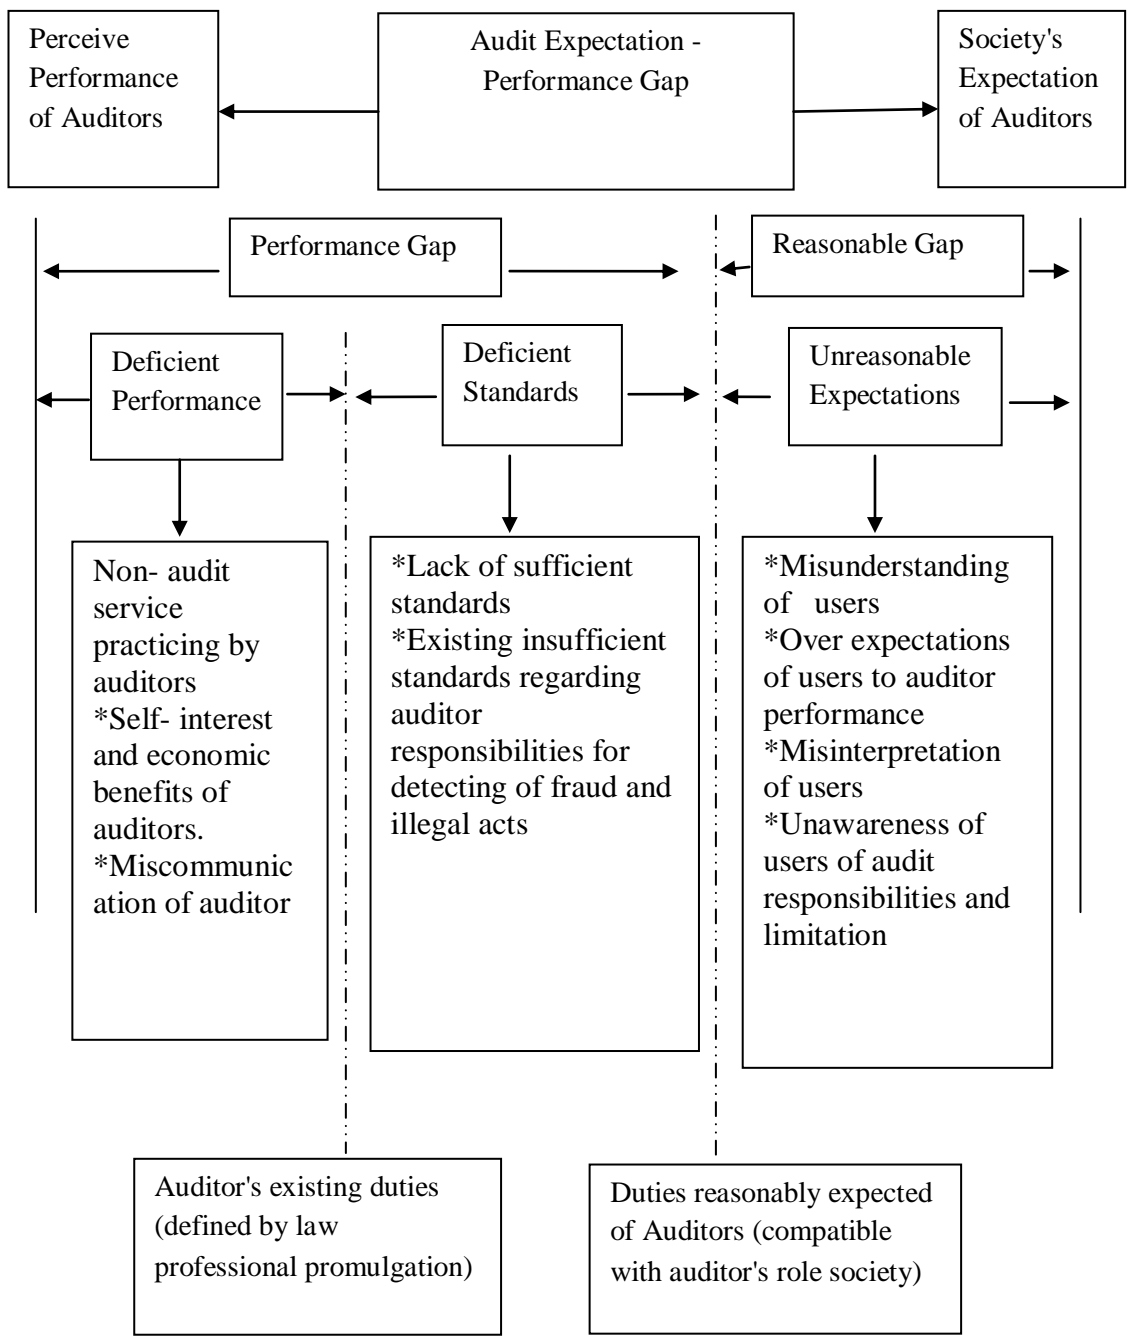 Perceive
Performance
of Auditors
Audit Expectation -
Performance Gap
Society's
Expectation
of Auditors
Performance Gap
Reasonable Gap
Deficient
Performance
Deficient
Standards
Unreasonable
Expectations
Non- audit
service
practicing by
auditors
*Self- interest
and economic
benefits of
auditors.
*Miscommunic
ation of auditor
*Lack of sufficient
standards
*Existing insufficient
standards regarding
auditor
responsibilities for
detecting of fraud and
illegal acts
*Misunderstanding
of users
*Over expectations
of users to auditor
performance
*Misinterpretation
of users
*Unawareness of
users of audit
responsibilities and
limitation
Auditor's existing duties
(defined by law
professional promulgation)
Duties reasonably expected
of Auditors (compatible
with auditor's role society)